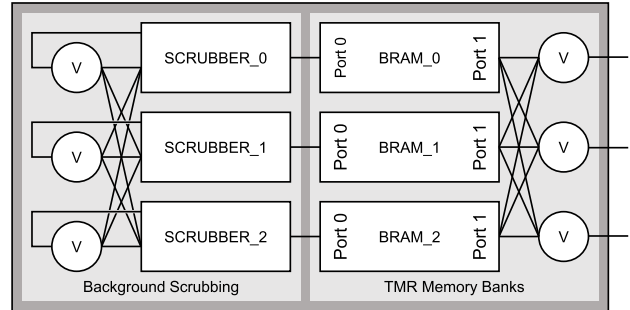 V SCRUBBER_0 Port 0 BRAM_0 Port 1 V
V SCRUBBER_1 Port 0 BRAM_1 Port 1 V
V SCRUBBER_2 Port 0 BRAM_2 Port 1 V
Background Scrubbing TMR Memory Banks